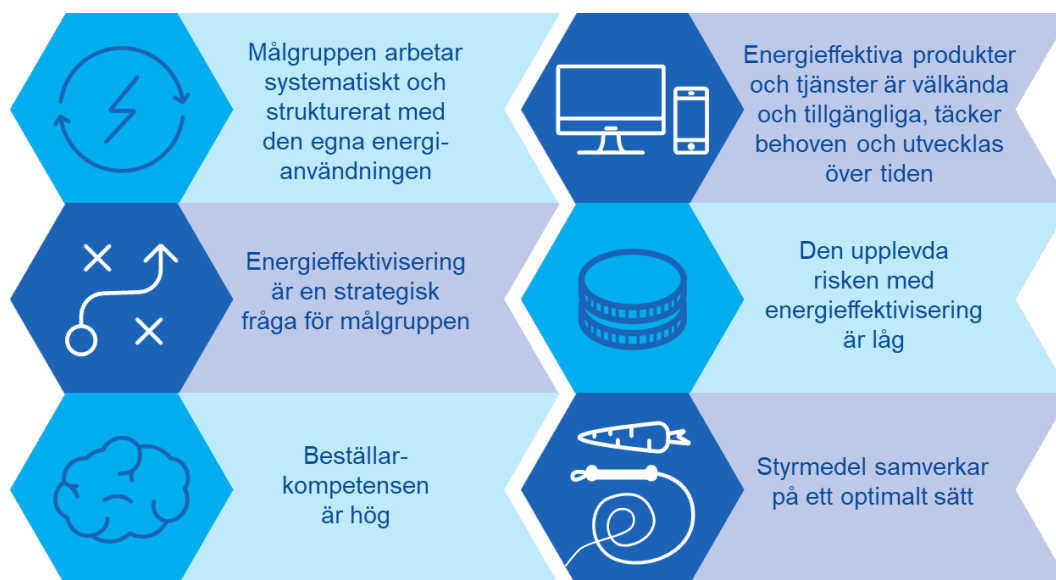 Målgruppen arbetar
systematiskt och
strukturerat med
den egna energi-
användningen
Energieffektivisering
är en strategisk
fråga för målgruppen
Beställar-
kompetensen
är hög
Energieffektiva produkter
och tjänster är välkända
och tillgängliga, täcker
behoven och utvecklas
över tiden
Den upplevda
risken med
energieffektivisering
är låg
Styrmedel samverkar
på ett optimalt sätt